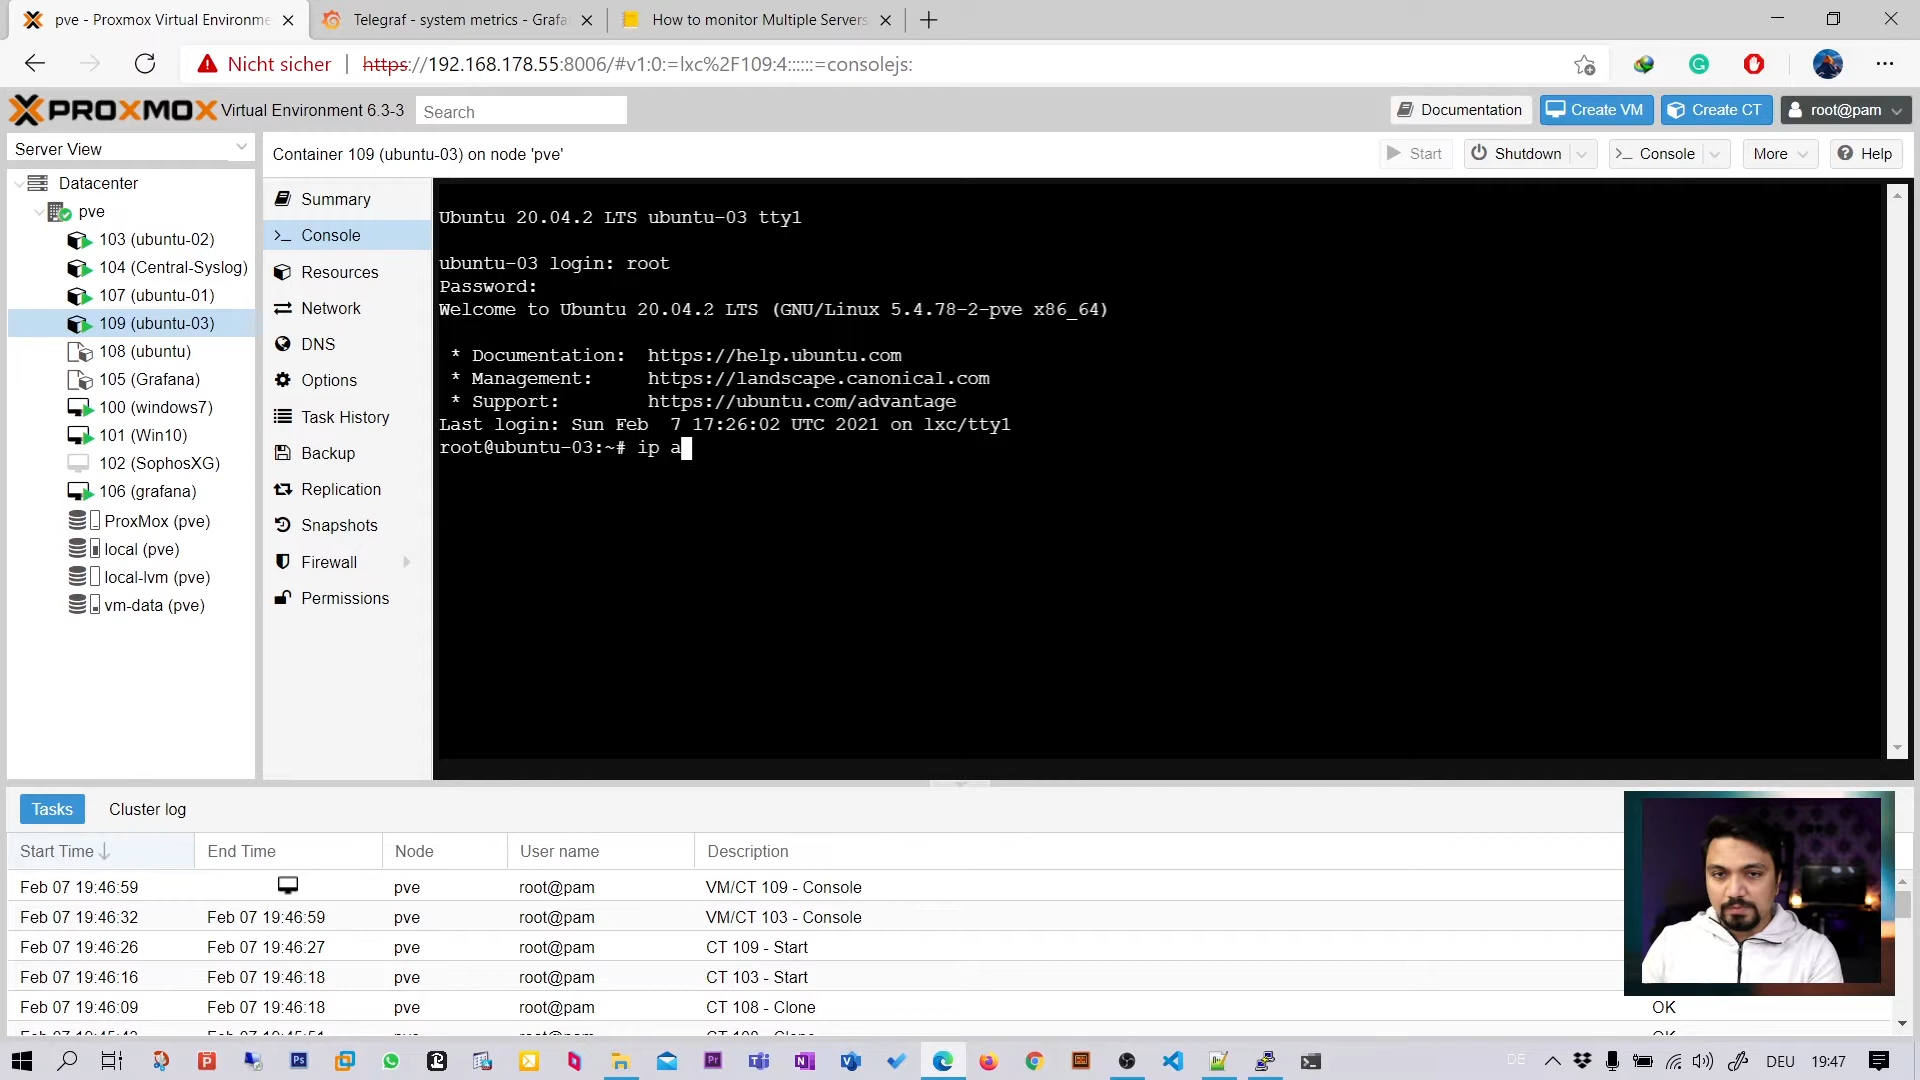 pve - Proxmox Virtual Environme
Telegraf - system metrics - Grafa
How to monitor Multiple Servers
Nicht sicher | https://192.168.178.55:8006/#v1:0:=lxc%2F109:4::::::=consolejs:
PROXMOX Virtual Environment 6.3-3
Search
Documentation
Create VM
Create CT
root@pam
Server View
Container 109 (ubuntu-03) on node 'pve'
Start
Shutdown
Console
More
Help
Datacenter
pve
103 (ubuntu-02)
104 (Central-Syslog)
107 (ubuntu-01)
109 (ubuntu-03)
108 (ubuntu)
105 (Grafana)
100 (windows7)
101 (Win10)
102 (SophosXG)
106 (grafana)
ProxMox (pve)
local (pve)
local-lvm (pve)
vm-data (pve)
Summary
Console
Resources
Network
DNS
Options
Task History
Backup
Replication
Snapshots
Firewall
Permissions
Ubuntu 20.04.2 LTS ubuntu-03 tty1
ubuntu-03 login: root
Password:
Welcome to Ubuntu 20.04.2 LTS (GNU/Linux 5.4.78-2-pve x86_64)
* Documentation: https://help.ubuntu.com
* Management: https://landscape.canonical.com
* Support: https://ubuntu.com/advantage
Last login: Sun Feb 7 17:26:02 UTC 2021 on lxc/tty1
root@ubuntu-03:~# ip a
Tasks
Cluster log
Start Time End Time Node User name Description
Feb 07 19:46:59 pve root@pam VM/CT 109 - Console
Feb 07 19:46:32 Feb 07 19:46:59 pve root@pam VM/CT 103 - Console
Feb 07 19:46:26 Feb 07 19:46:27 pve root@pam CT 109 - Start
Feb 07 19:46:16 Feb 07 19:46:18 pve root@pam CT 103 - Start
Feb 07 19:46:09 Feb 07 19:46:18 pve root@pam CT 108 - Clone OK
DE
DEU
19:47